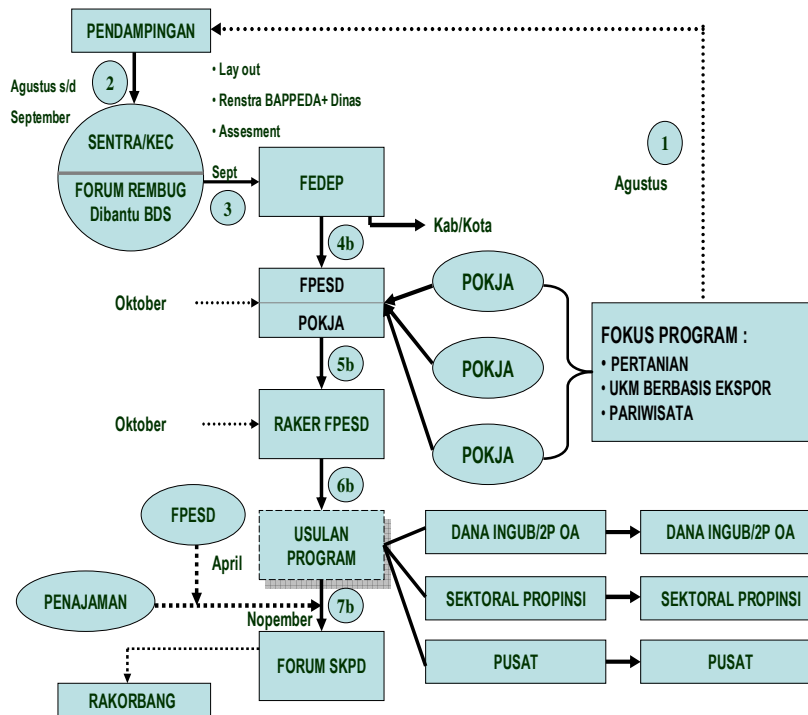 PENDAMPINGAN
2
Agustus s/d
September
• Lay out
• Renstra BAPPEDA+ Dinas
• Assesment
1
Agustus
SENTRA/KEC
FORUM REMBUG
Dibantu BDS
Sept
3
FEDEP
Kab/Kota
4b
Oktober
FPESD
POKJA
POKJA
POKJA
POKJA
FOKUS PROGRAM :
• PERTANIAN
• UKM BERBASIS EKSPOR
• PARIWISATA
5b
Oktober
RAKER FPESD
6b
FPESD
April
USULAN
PROGRAM
DANA INGUB/2P OA
DANA INGUB/2P OA
PENAJAMAN
Nopember
7b
SEKTORAL PROPINSI
SEKTORAL PROPINSI
FORUM SKPD
PUSAT
PUSAT
RAKORBANG